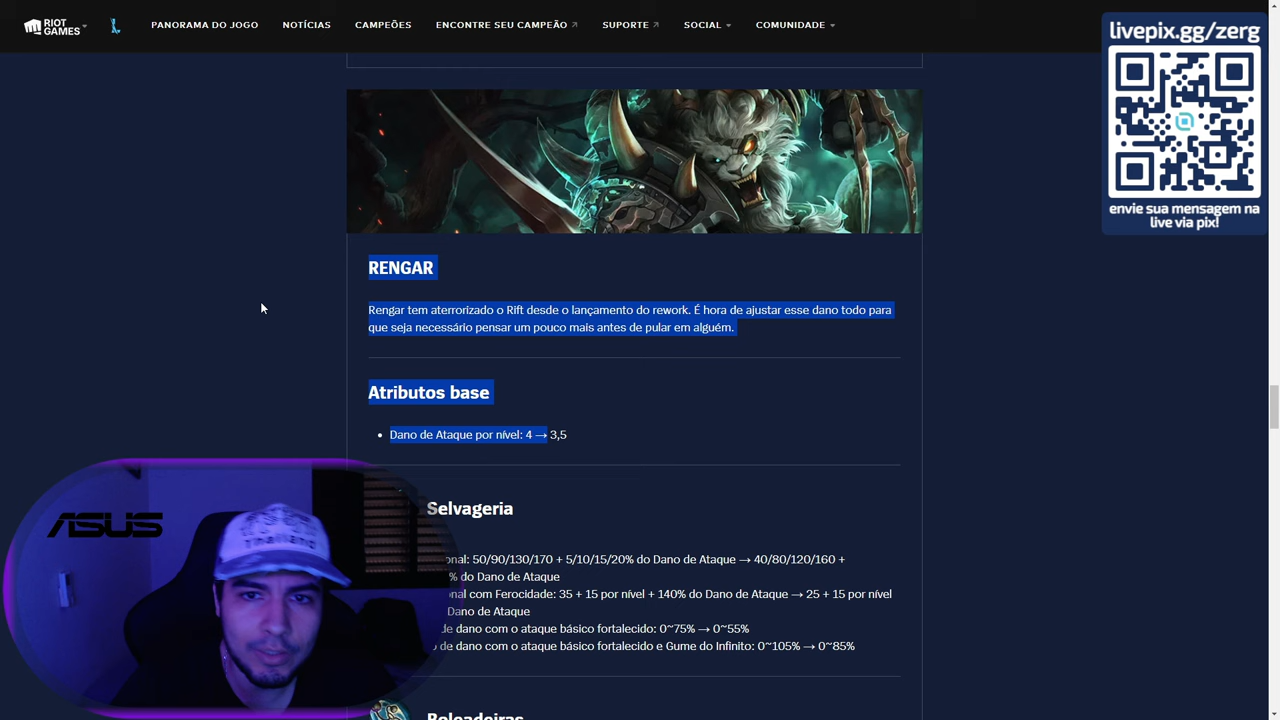 RIOT GAMES
PANORAMA DO JOGO
NOTÍCIAS
CAMPEÕES
ENCONTRE SEU CAMPEÃO
SUPORTE
SOCIAL
COMUNIDADE
livepix.gg/zerg
envie sua mensagem na
live via pix!
RENGAR
Rengar tem aterrorizado o Rift desde o lançamento do rework. É hora de ajustar esse dano todo para
que seja necessário pensar um pouco mais antes de pular em alguém.
Atributos base
• Dano de Ataque por nível: 4 → 3,5
Selvageria
onal: 50/90/130/170 + 5/10/15/20% do Dano de Ataque → 40/80/120/160 +
% do Dano de Ataque
onal com Ferocidade: 35 + 15 por nível + 140% do Dano de Ataque → 25 + 15 por nível
Dano de Ataque
de dano com o ataque básico fortalecido: 0~75% → 0~55%
de dano com o ataque básico fortalecido e Gume do Infinito: 0~105% → 0~85%
Boleadeiras
ASUS
Thailand